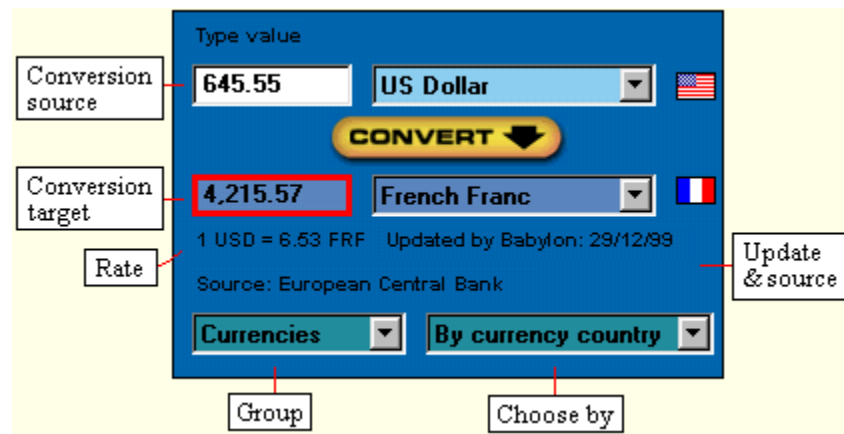 Type value
Conversion
source
645.55
US Dollar
CONVERT
Conversion
target
4,215.57
French Franc
Rate
1 USD = 6.53 FRF Updated by Babylon: 29/12/99
Update
& source
Source: European Central Bank
Currencies
By currency country
Group
Choose by